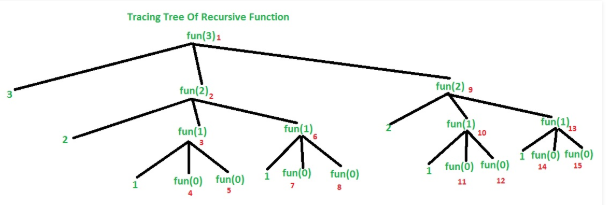 Tracing Tree Of Recursive Function
fun(3) 1
3 fun(2) 2 fun(2) 9
2 fun(1) 3 fun(1) 6 2 fun(1) 10 fun(1) 13
1 fun(0) 4 fun(0) 5 1 fun(0) 7 fun(0) 8 1 fun(0) 11 fun(0) 12 1 fun(0) 14 fun(0) 15